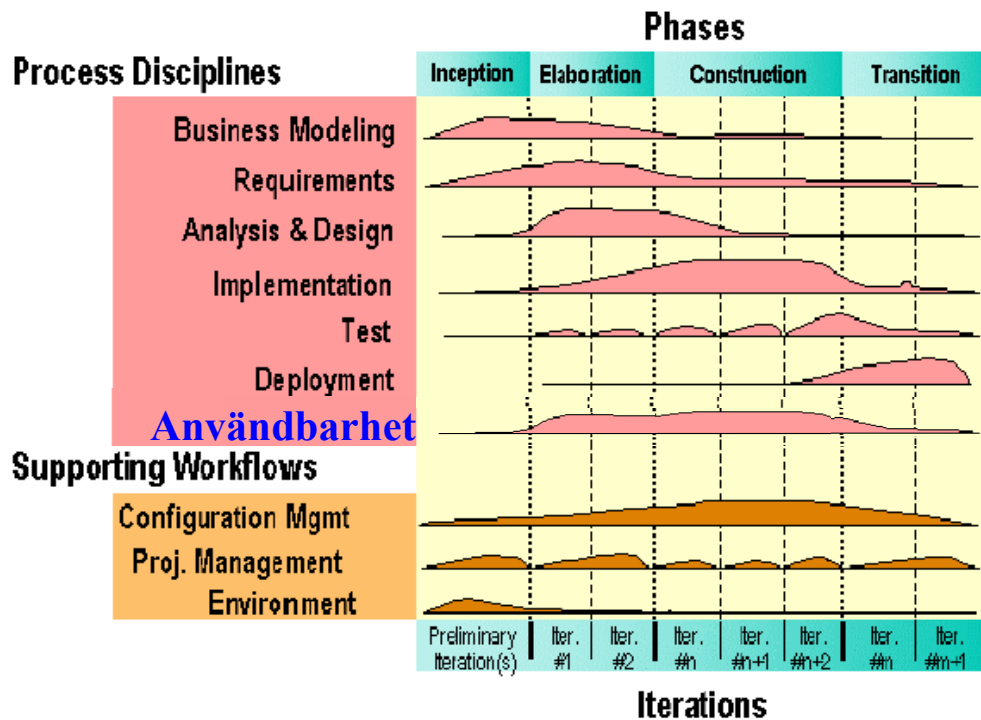 Phases
Process Disciplines
Inception Elaboration Construction Transition
Business Modeling
Requirements
Analysis & Design
Implementation
Test
Deployment
Användbarhet
Supporting Workflows
Configuration Mgmt
Proj. Management
Environment
Preliminary Iteration(s)
Iter. #1
Iter. #2
Iter. #n
Iter. #n+1
Iter. #n+2
Iter. #m
Iter. #m+1
Iterations